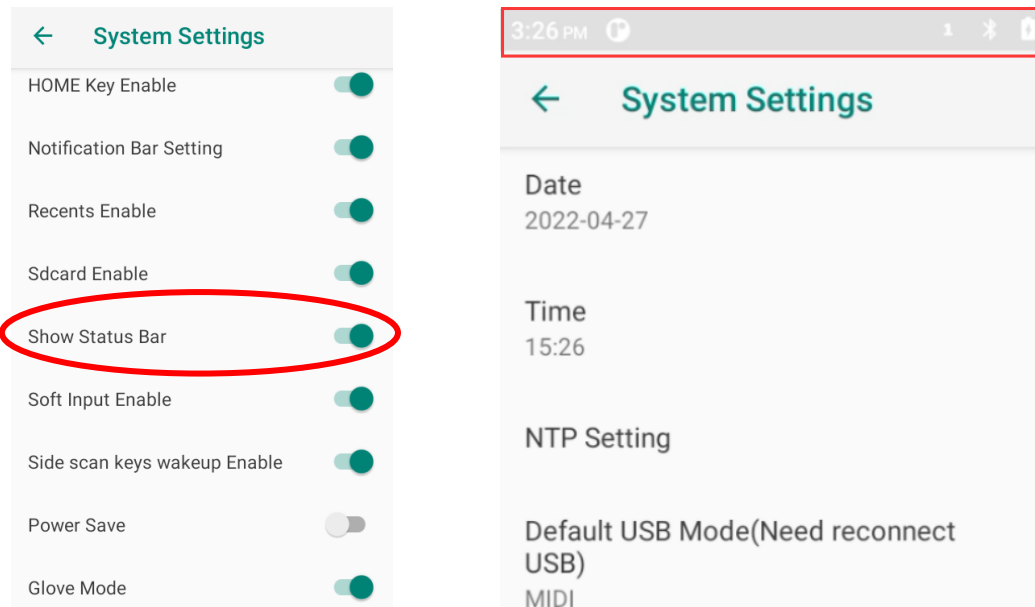 System Settings
HOME Key Enable
Notification Bar Setting
Recents Enable
Sdcard Enable
Show Status Bar
Soft Input Enable
Side scan keys wakeup Enable
Power Save
Glove Mode
3:26 PM
1
System Settings
Date
2022-04-27
Time
15:26
NTP Setting
Default USB Mode(Need reconnect
USB)
MIDI